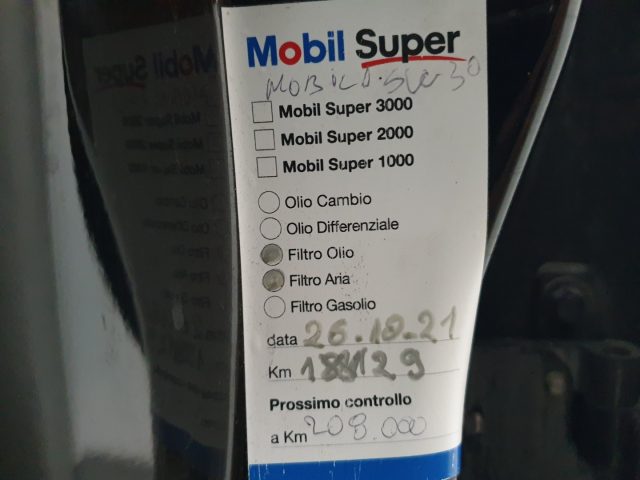 Mobil Super
Mobil Super 3000
Mobil Super 2000
Mobil Super 1000
Olio Cambio
Olio Differenziale
Filtro Olio
Filtro Aria
Filtro Gasolio
data 26.10.21
Km 188129
Prossimo controllo
a Km 208.000